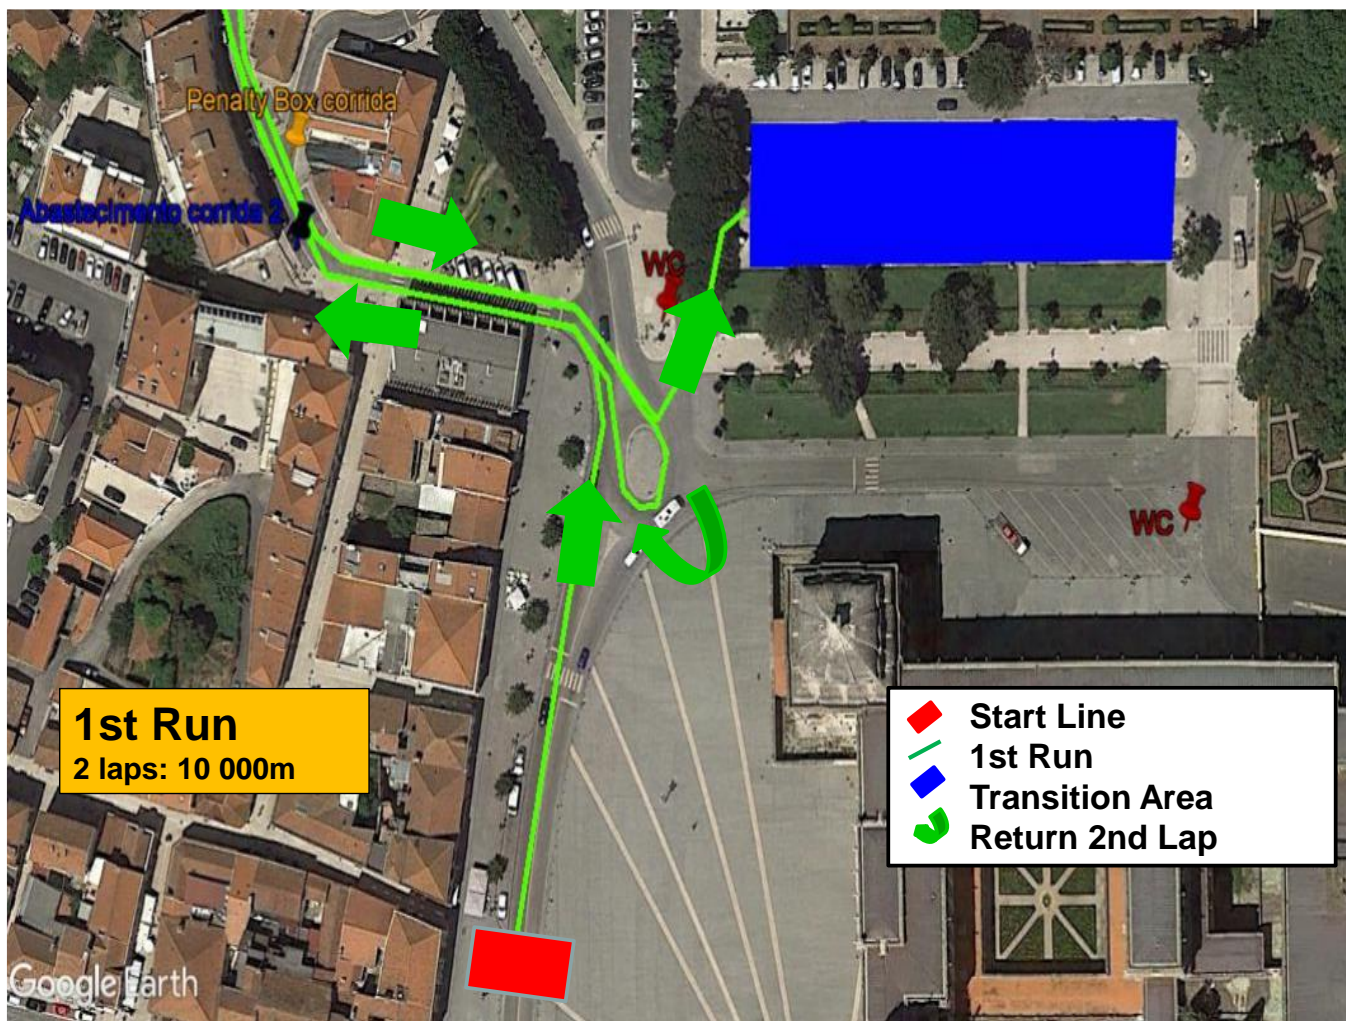 Penalty Box corrida
Abastecimento corrida 2
WC
WC
1st Run
2 laps: 10 000m
Start Line
1st Run
Transition Area
Return 2nd Lap
Google Earth